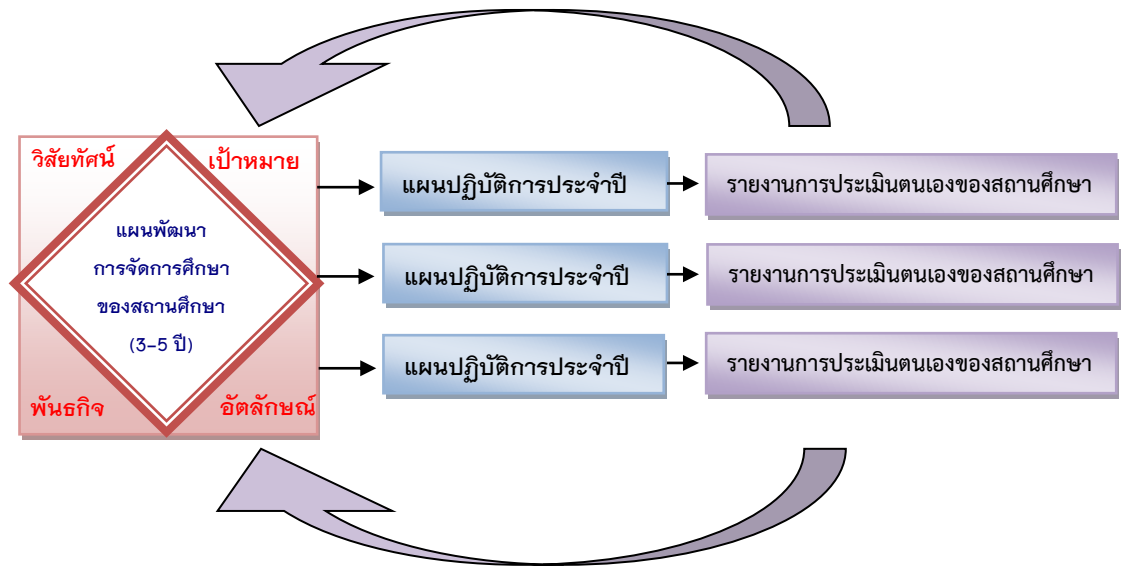 วิสัยทัศน์
เป้าหมาย
แผนพัฒนา
การจัดการศึกษา
ของสถานศึกษา
(3-5 ปี)
พันธกิจ
อัตลักษณ์
แผนปฏิบัติการประจำปี
รายงานการประเมินตนเองของสถานศึกษา
แผนปฏิบัติการประจำปี
รายงานการประเมินตนเองของสถานศึกษา
แผนปฏิบัติการประจำปี
รายงานการประเมินตนเองของสถานศึกษา